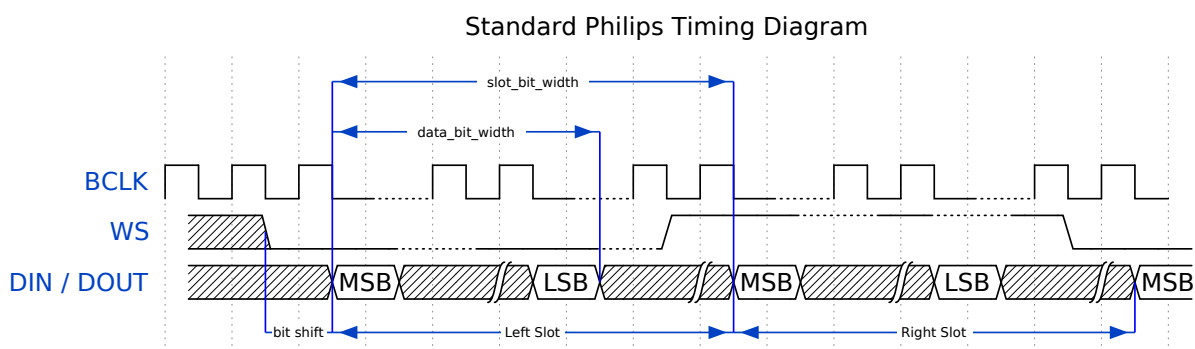 Standard Philips Timing Diagram
slot_bit_width
data_bit_width
BCLK
WS
DIN / DOUT
MSB
LSB
MSB
LSB
MSB
bit shift
Left Slot
Right Slot